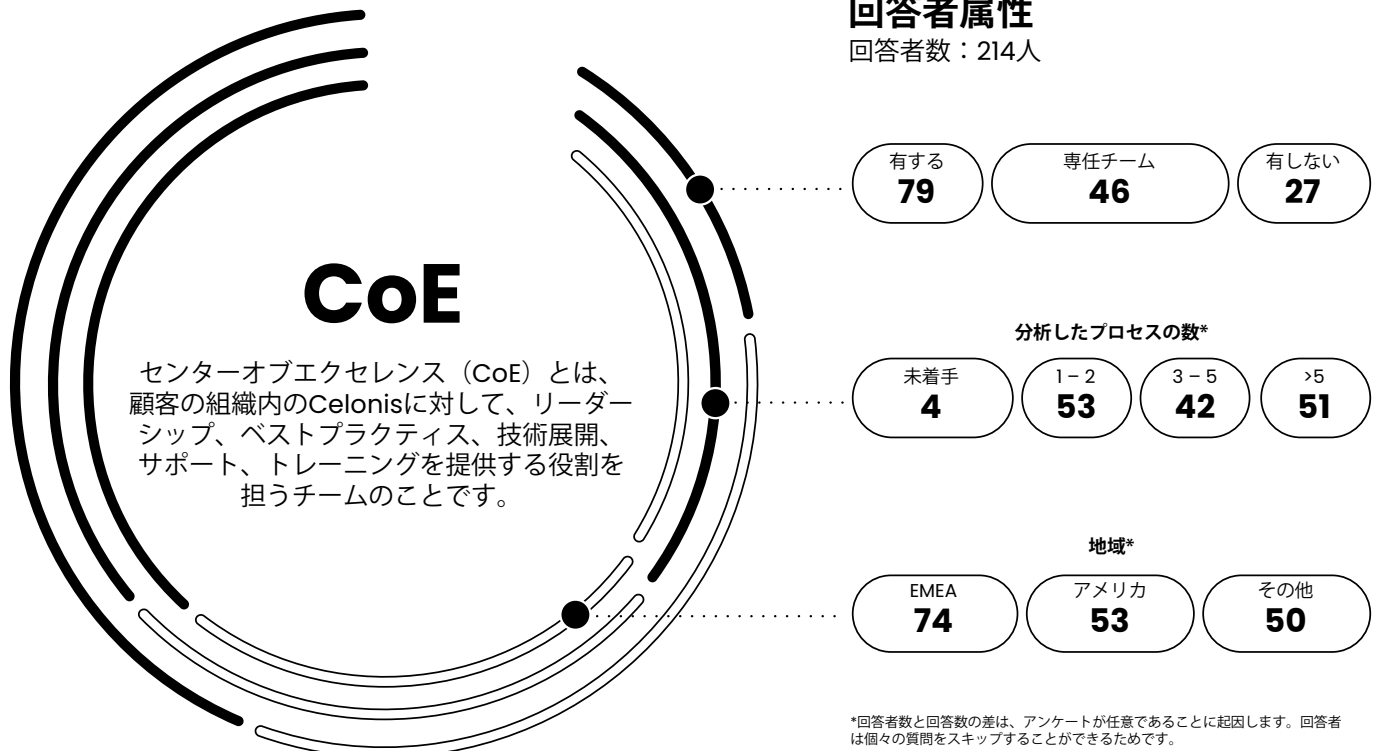 回答者属性
回答者数：214人
有する
79
専任チーム
46
有しない
27
CoE
センターオブエクセレンス（CoE）とは、
顧客の組織内のCelonisに対して、リーダー
シップ、ベストプラクティス、技術展開、
サポート、トレーニングを提供する役割を
担うチームのことです。
分析したプロセスの数*
未着手
4
1 – 2
53
3 – 5
42
>5
51
地域*
EMEA
74
アメリカ
53
その他
50
*回答者数と回答数の差は、アンケートが任意であることに起因します。回答者
は個々の質問をスキップすることができるためです。